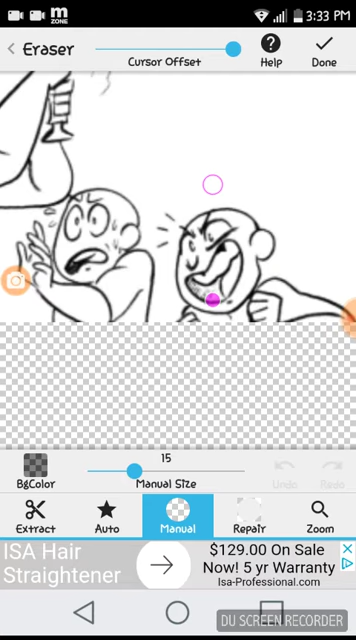 m
ZONE
3:33 PM
Eraser
Cursor Offset
Help
Done
15
BgColor
Manual Size
Undo
Redo
Extract
Auto
Manual
Repair
Zoom
ISA Hair
Straightener
$129.00 On Sale
Now! 5 yr Warranty
Isa-Professional.com
DU SCREEN RECORDER